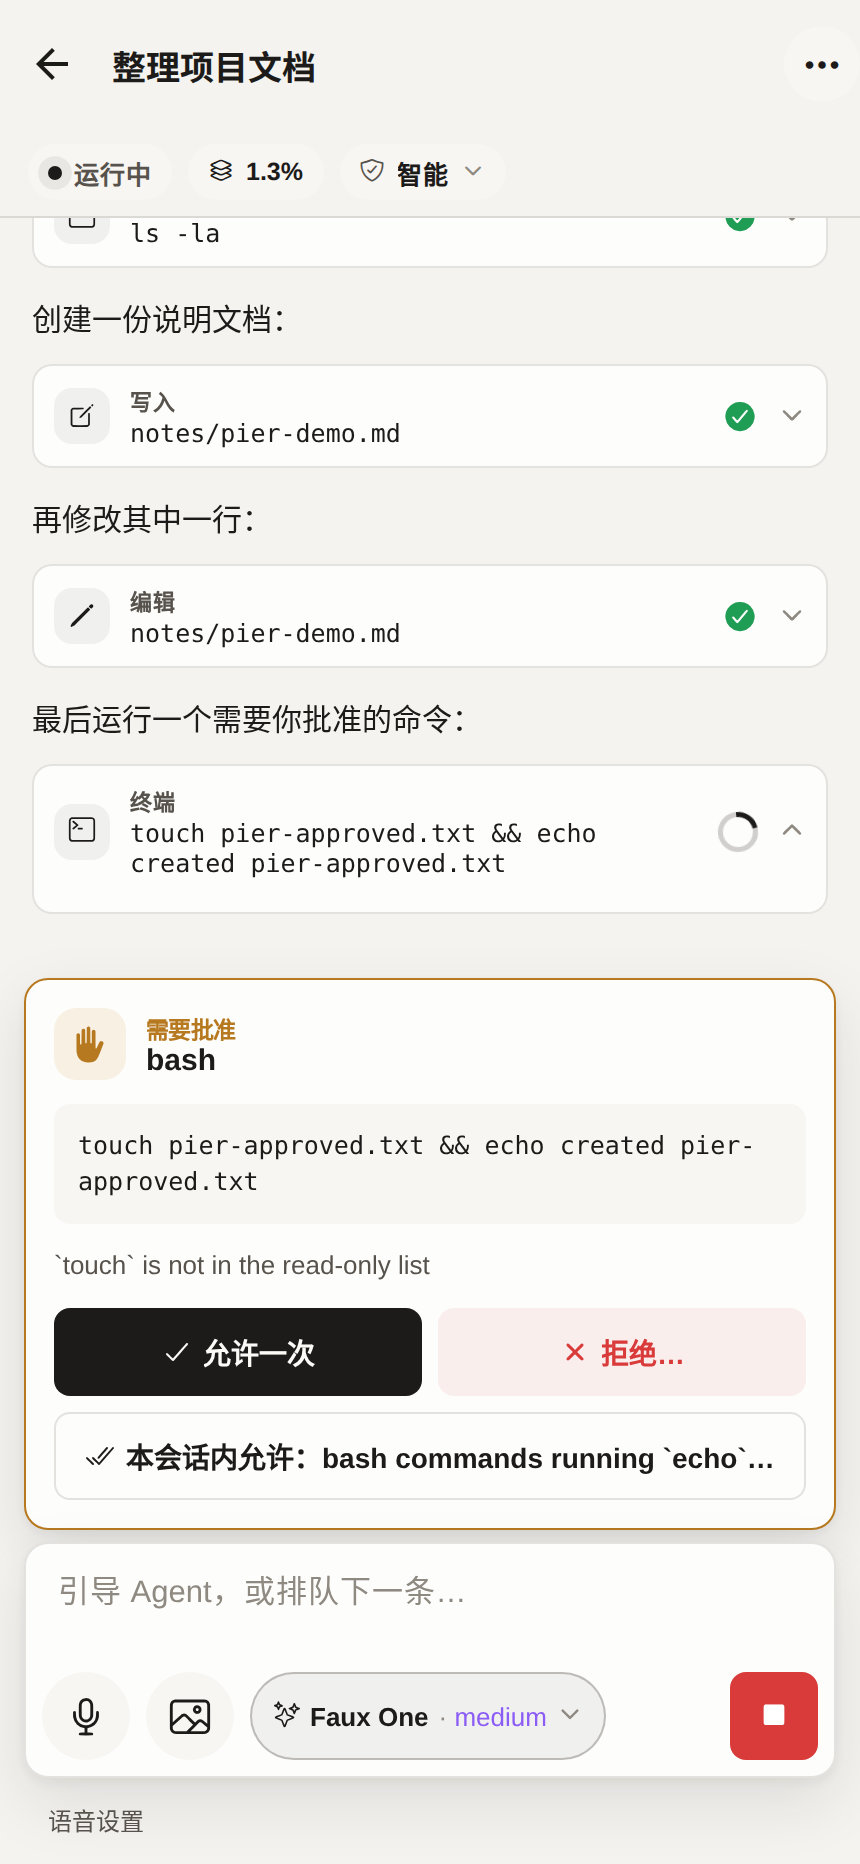 整理项目文档
运行中
1.3%
智能
ls -la
创建一份说明文档：
写入
notes/pier-demo.md
再修改其中一行：
编辑
notes/pier-demo.md
最后运行一个需要你批准的命令：
终端
touch pier-approved.txt && echo
created pier-approved.txt
需要批准
bash
touch pier-approved.txt && echo created pier-
approved.txt
`touch` is not in the read-only list
允许一次
拒绝…
本会话内允许：bash commands running `echo`…
引导 Agent，或排队下一条…
Faux One · medium
语音设置